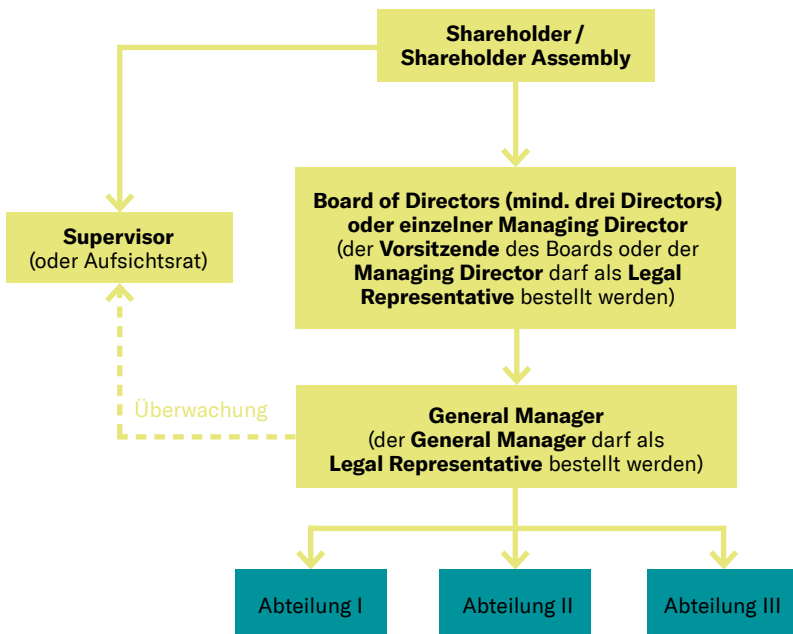 Shareholder /
Shareholder Assembly
Board of Directors (mind. drei Directors)
oder einzelner Managing Director
(der Vorsitzende des Boards oder der
Managing Director darf als Legal
Representative bestellt werden)
Supervisor
(oder Aufsichtsrat)
Überwachung
General Manager
(der General Manager darf als
Legal Representative bestellt werden)
Abteilung I
Abteilung II
Abteilung III